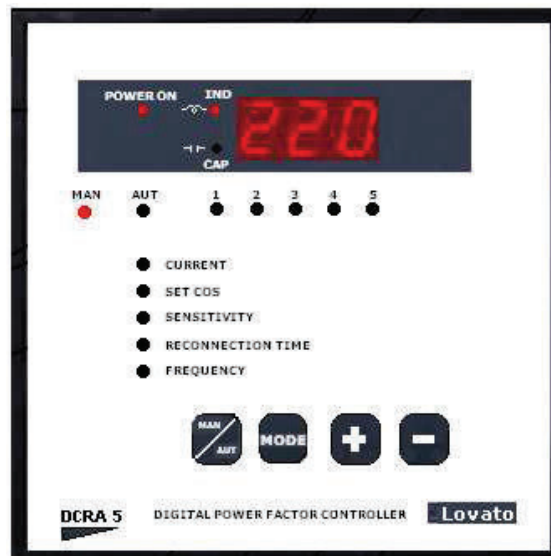 POWER ON IND
220
CAP
MAN AUT 1 2 3 4 5
CURRENT
SET COS
SENSITIVITY
RECONNECTION TIME
FREQUENCY
MAN/AUT MODE + -
DCRA 5 DIGITAL POWER FACTOR CONTROLLER Lovato